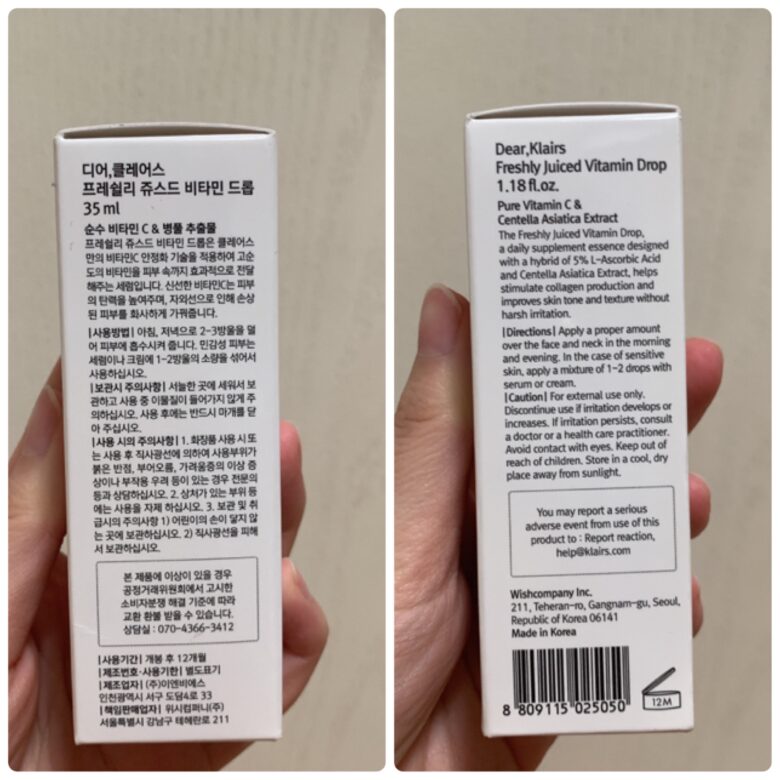 디어,클레어스
프레쉴리 쥬스드 비타민 드롭
35 ml
순수 비타민 C & 병풀 추출물
프레쉴리 쥬스드 비타민 드롭은 클레어스
만의 비타민C 안정화 기술을 적용하여 고순
도의 비타민을 피부 속까지 효과적으로 전달
해주는 세럼입니다. 신선한 비타민C는 피부
의 탄력을 높여주며, 자외선으로 인해 손상
된 피부를 화사하게 가꿔줍니다.
|사용방법| 아침, 저녁으로 2-3방울을 덜
어 피부에 흡수시켜 줍니다. 민감성 피부는
세럼이나 크림에 1-2방울의 소량을 섞어서
사용하십시오.
|보관시 주의사항| 서늘한 곳에 세워서 보
관하고 사용 중 이물질이 들어가지 않게 주
의하십시오. 사용 후에는 반드시 마개를 닫
아 주십시오.
|사용 시의 주의사항| 1. 화장품 사용 시 또
는 사용 후 직사광선에 의하여 사용부위가
붉은 반점, 부어오름, 가려움증의 이상 증
상이나 부작용 우려 등이 있는 경우 전문의
등과 상담하십시오. 2. 상처가 있는 부위 등
에는 사용을 자제 하십시오. 3. 보관 및 취
급시의 주의사항 1) 어린이의 손이 닿지 않
는 곳에 보관하십시오. 2) 직사광선을 피해
서 보관하십시오.
본 제품에 이상이 있을 경우
공정거래위원회에서 고시한
소비자분쟁 해결 기준에 따라
교환 환불 받을 수 있습니다.
상담실 : 070-4366-3412
|사용기간| 개봉 후 12개월
|제조번호·사용기한| 별도표기
|제조업자| (주)이엔비에스
인천광역시 서구 도담4로 33
|책임판매업자| 위시컴퍼니(주)
서울특별시 강남구 테헤란로 211
Dear,Klairs
Freshly Juiced Vitamin Drop
1.18 fl.oz.
Pure Vitamin C &
Centella Asiatica Extract
The Freshly Juiced Vitamin Drop,
a daily supplement essence designed
with a hybrid of 5% L-Ascorbic Acid
and Centella Asiatica Extract, helps
stimulate collagen production and
improves skin tone and texture without
harsh irritation.
|Directions| Apply a proper amount
over the face and neck in the morning
and evening. In the case of sensitive
skin, apply a mixture of 1-2 drops with
serum or cream.
|Caution| For external use only.
Discontinue use if irritation develops or
increases. If irritation persists, consult
a doctor or a health care practitioner.
Avoid contact with eyes. Keep out of
reach of children. Store in a cool, dry
place away from sunlight.
You may report a serious
adverse event from use of this
product to : Report reaction,
help@klairs.com
Wishcompany Inc.
211, Teheran-ro, Gangnam-gu, Seoul,
Republic of Korea 06141
Made in Korea
8 809115 025050
12M